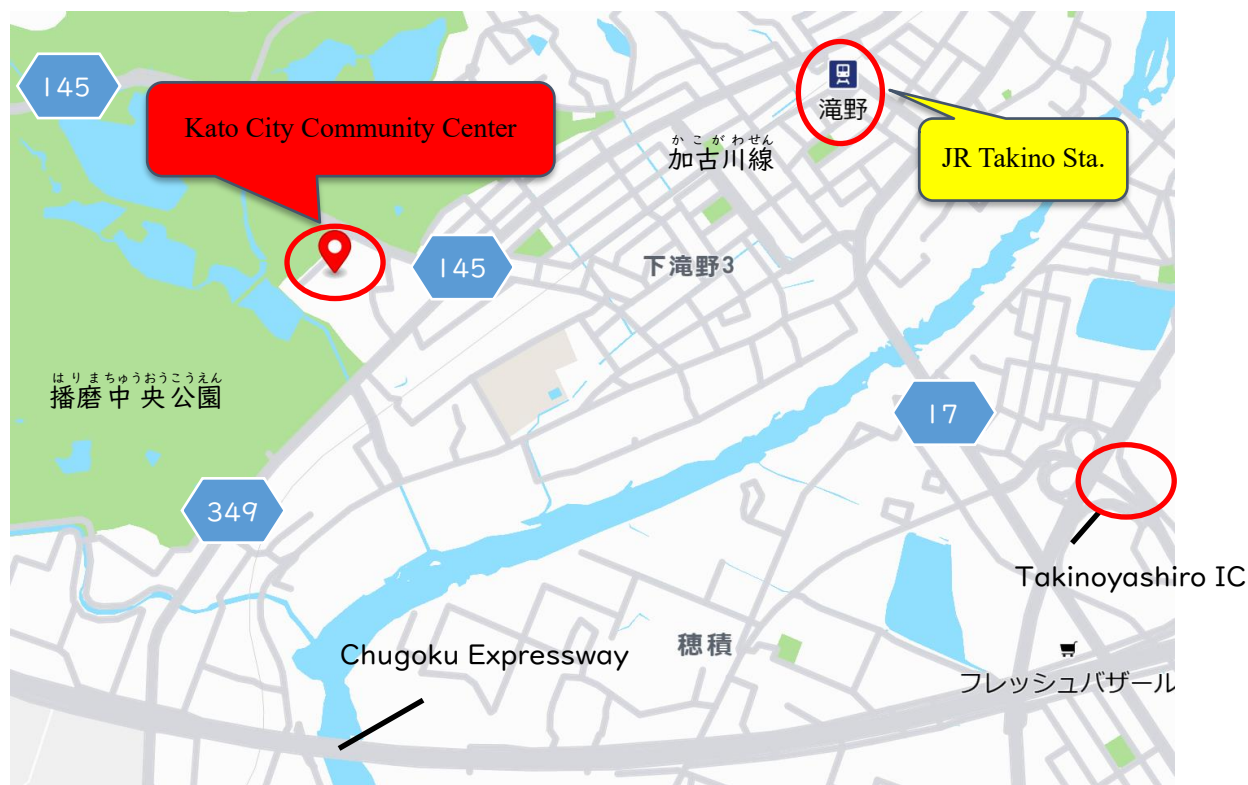 145
Kato City Community Center
滝野
JR Takino Sta.
かこがわせん
加古川線
145
下滝野3
はりまちゅうおうこうえん
播磨中央公園
17
349
Takinoyashiro IC
穂積
Chugoku Expressway
フレッシュバザール